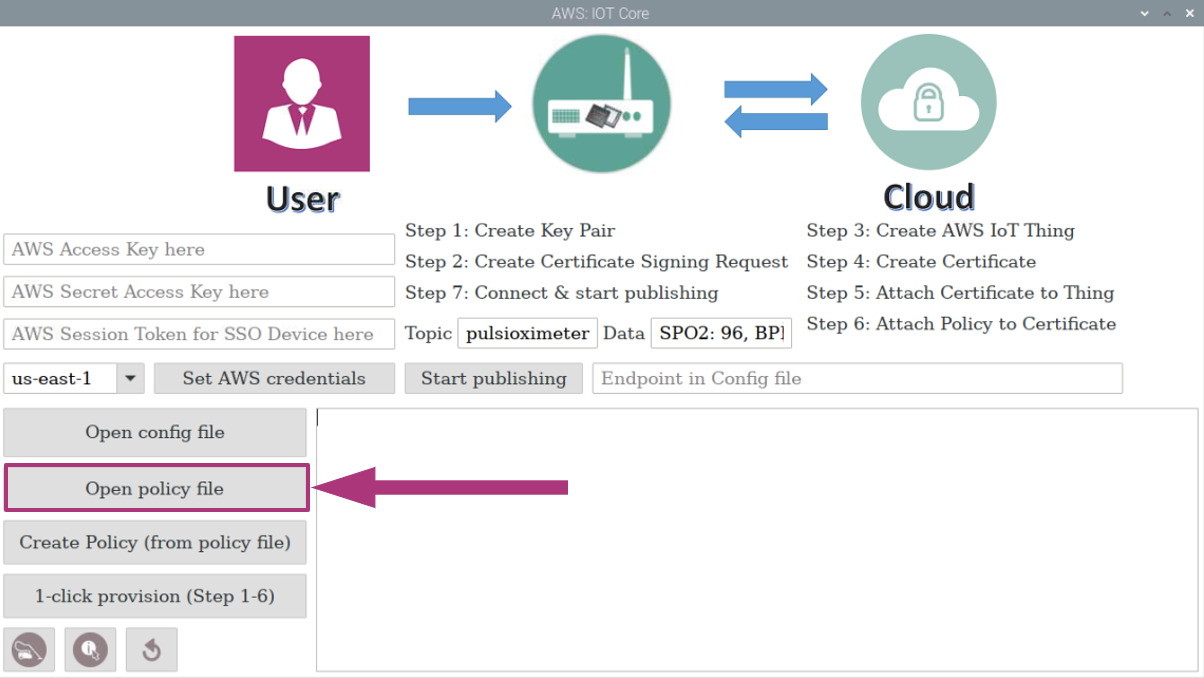 AWS: IOT Core
User
Cloud
AWS Access Key here
AWS Secret Access Key here
AWS Session Token for SSO Device here
Step 1: Create Key Pair
Step 2: Create Certificate Signing Request
Step 7: Connect & start publishing
Topic pulsioximeter Data SPO2: 96, BP
Step 3: Create AWS IoT Thing
Step 4: Create Certificate
Step 5: Attach Certificate to Thing
Step 6: Attach Policy to Certificate
us-east-1 Set AWS credentials Start publishing Endpoint in Config file
Open config file
Open policy file
Create Policy (from policy file)
1-click provision (Step 1-6)